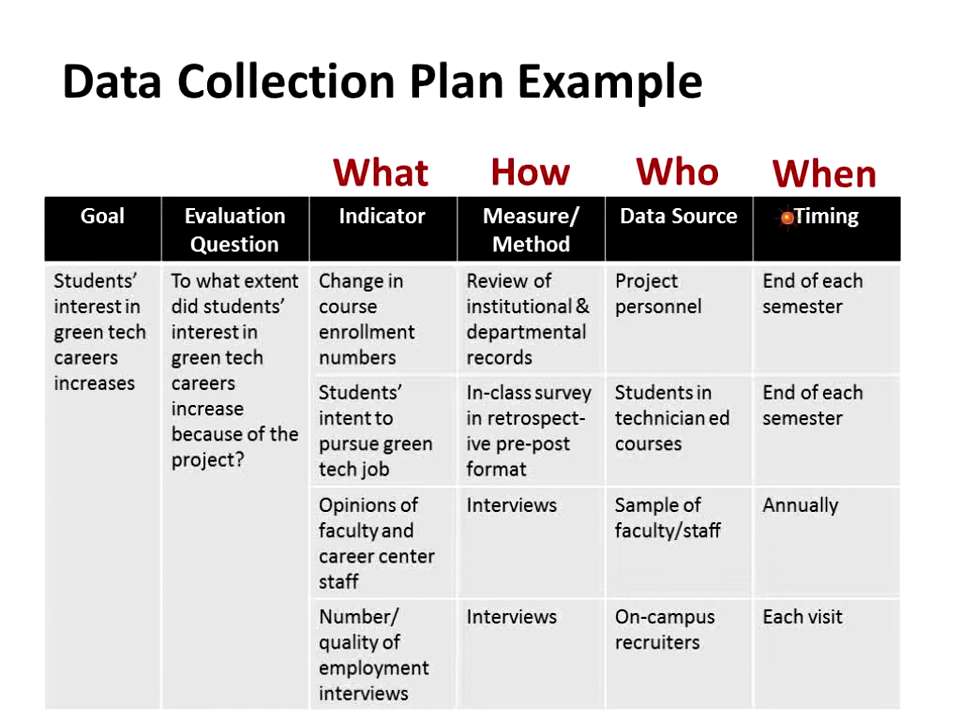 Data Collection Plan Example
What How Who When
Goal Evaluation Question Indicator Measure/ Method Data Source Timing
Students’
interest in
green tech
careers
increases
To what extent
did students’
interest in
green tech
careers
increase
because of the
project?
Change in
course
enrollment
numbers
Review of
institutional &
departmental
records
Project
personnel
End of each
semester
Students’
intent to
pursue green
tech job
In-class survey
in retrospect-
ive pre-post
format
Students in
technician ed
courses
End of each
semester
Opinions of
faculty and
career center
staff
Interviews
Sample of
faculty/staff
Annually
Number/
quality of
employment
interviews
Interviews
On-campus
recruiters
Each visit